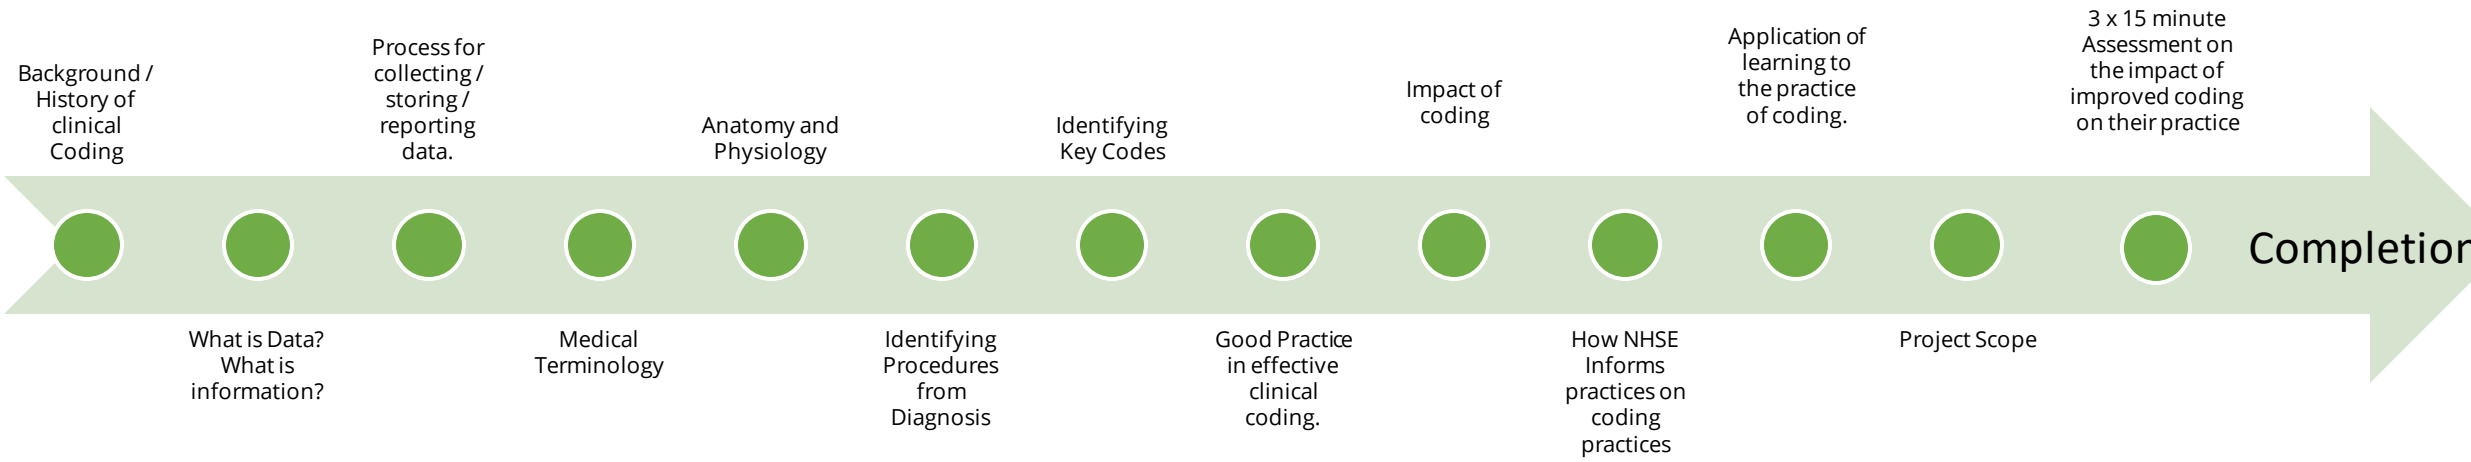 Background /
History of
clinical
Coding
What is Data?
What is
information?
Process for
collecting /
storing /
reporting
data.
Medical
Terminology
Anatomy and
Physiology
Identifying
Procedures
from
Diagnosis
Identifying
Key Codes
Good Practice
in effective
clinical
coding.
Impact of
coding
How NHSE
Informs
practices on
coding
practices
Application of
learning to
the practice
of coding.
Project Scope
3 x 15 minute
Assessment on
the impact of
improved coding
on their practice
Completion